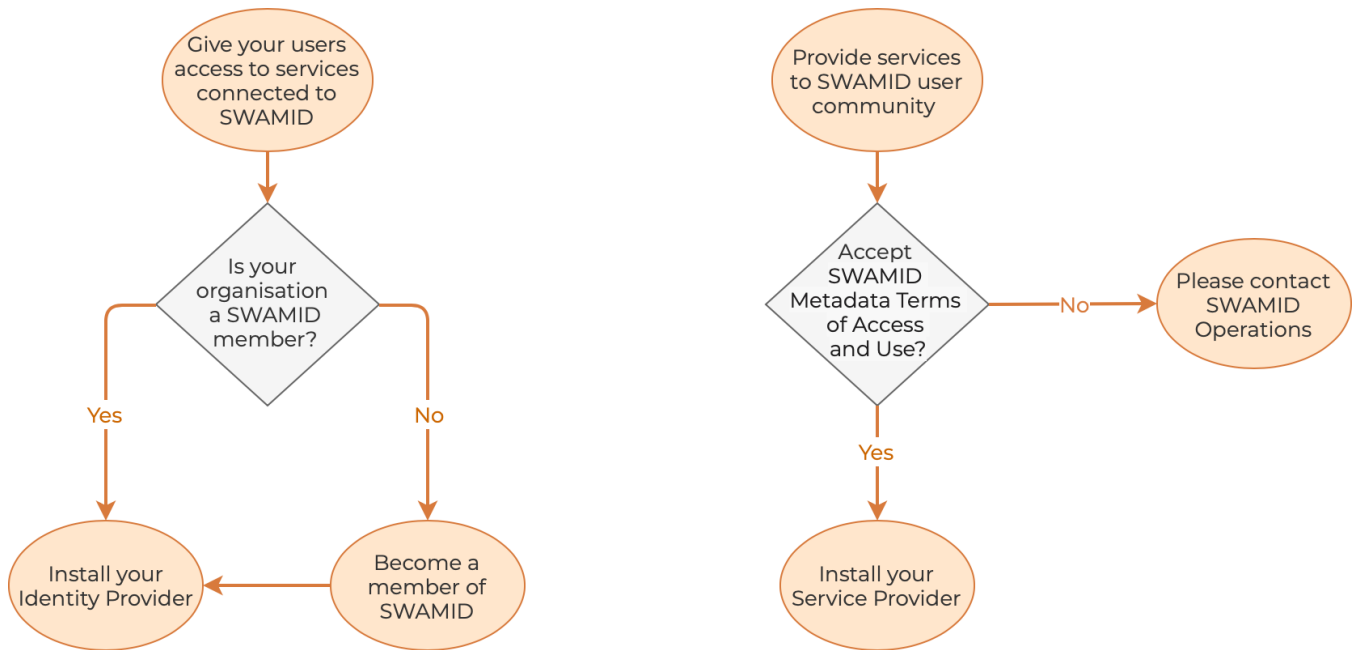 Give your users
access to services
connected to
SWAMID
Is your
organisation
a SWAMID
member?
Yes
No
Install your
Identity Provider
Become a
member of
SWAMID
Provide services
to SWAMID user
community
Accept
SWAMID
Metadata Terms
of Access
and Use?
No
Please contact
SWAMID
Operations
Yes
Install your
Service Provider